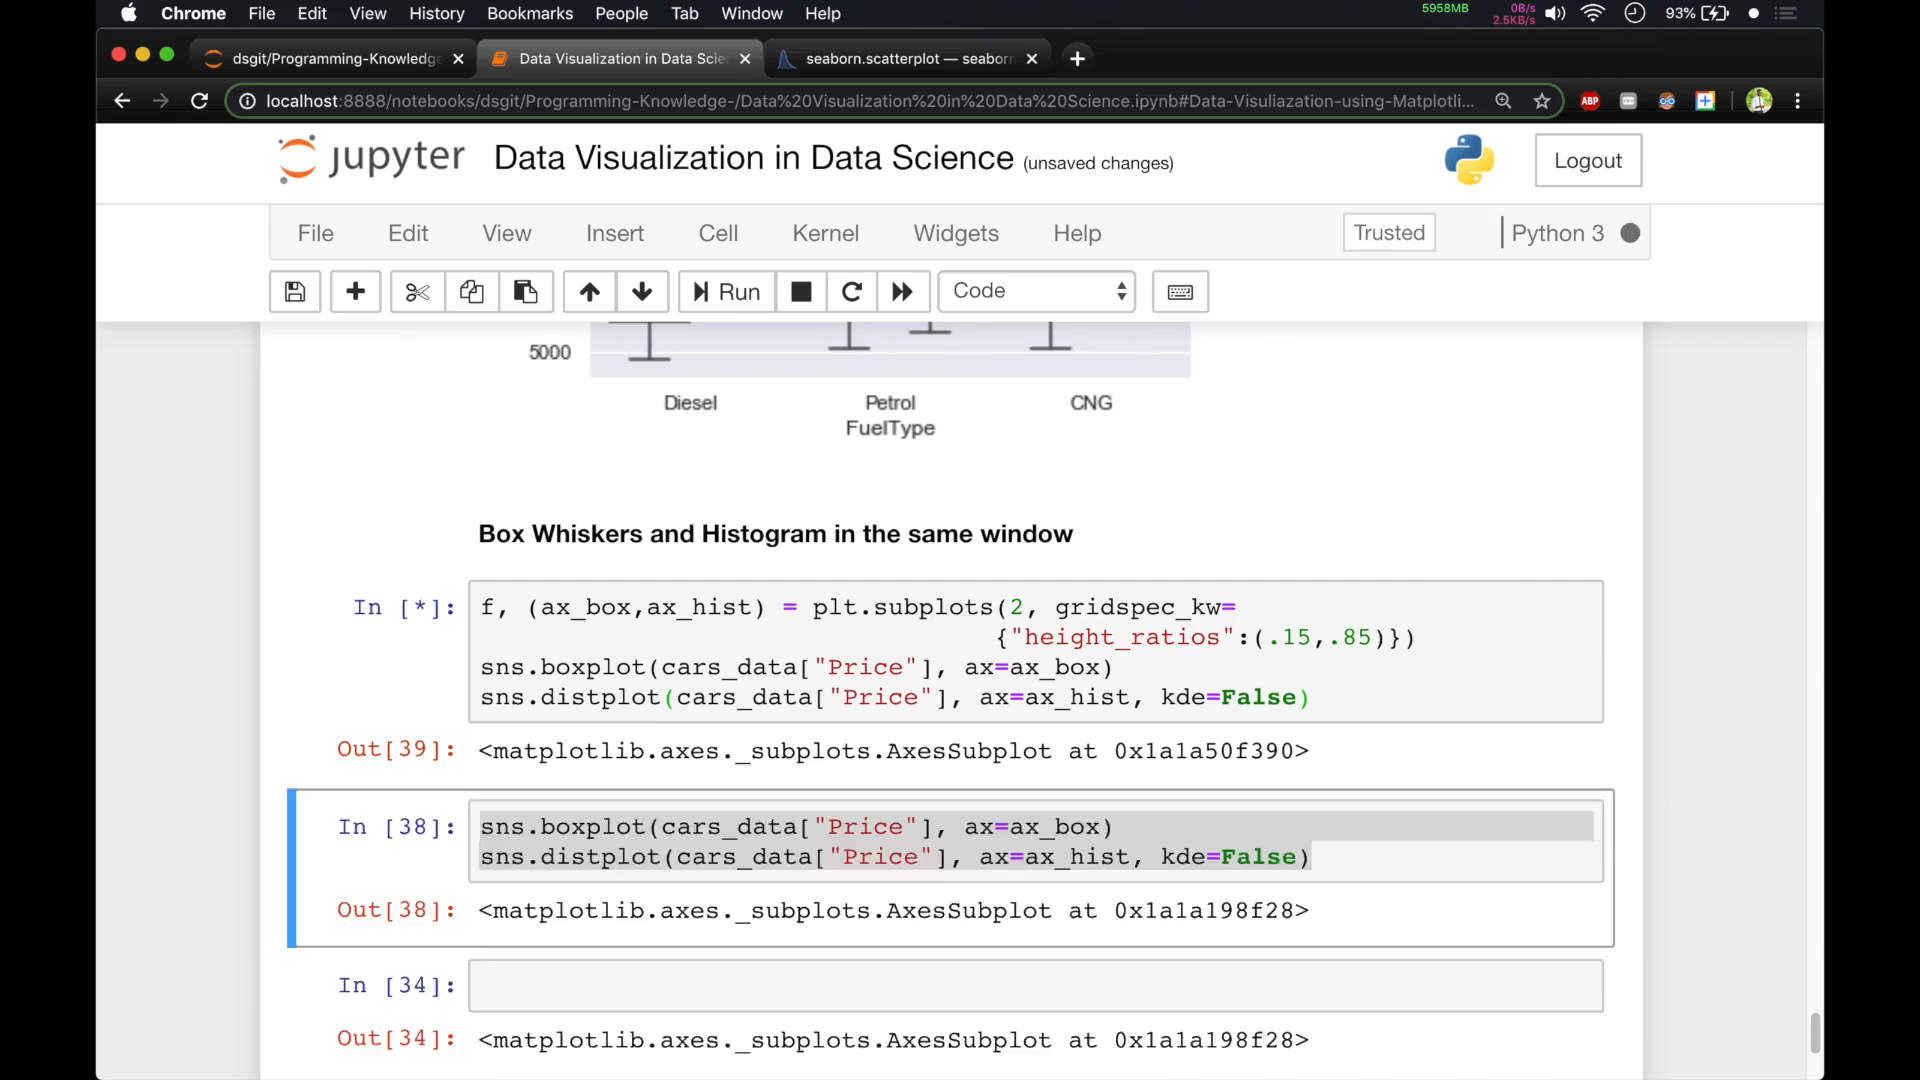 Chrome File Edit View History Bookmarks People Tab Window Help
5958MB 0B/s 2.5KB/s 93%
dsgit/Programming-Knowledge
Data Visualization in Data Scien
seaborn.scatterplot — seaborn
localhost:8888/notebooks/dsgit/Programming-Knowledge-/Data%20Visualization%20in%20Data%20Science.ipynb#Data-Visuliazation-using-Matplotli...
ABP
jupyter Data Visualization in Data Science (unsaved changes)
Logout
File Edit View Insert Cell Kernel Widgets Help
Trusted Python 3
Run Code
5000
Diesel Petrol CNG
FuelType
Box Whiskers and Histogram in the same window
In [*]: f, (ax_box,ax_hist) = plt.subplots(2, gridspec_kw=
{"height_ratios":(.15,.85)})
sns.boxplot(cars_data["Price"], ax=ax_box)
sns.distplot(cars_data["Price"], ax=ax_hist, kde=False)
Out[39]: <matplotlib.axes._subplots.AxesSubplot at 0x1a1a50f390>
In [38]: sns.boxplot(cars_data["Price"], ax=ax_box)
sns.distplot(cars_data["Price"], ax=ax_hist, kde=False)
Out[38]: <matplotlib.axes._subplots.AxesSubplot at 0x1a1a198f28>
In [34]:
Out[34]: <matplotlib.axes._subplots.AxesSubplot at 0x1a1a198f28>